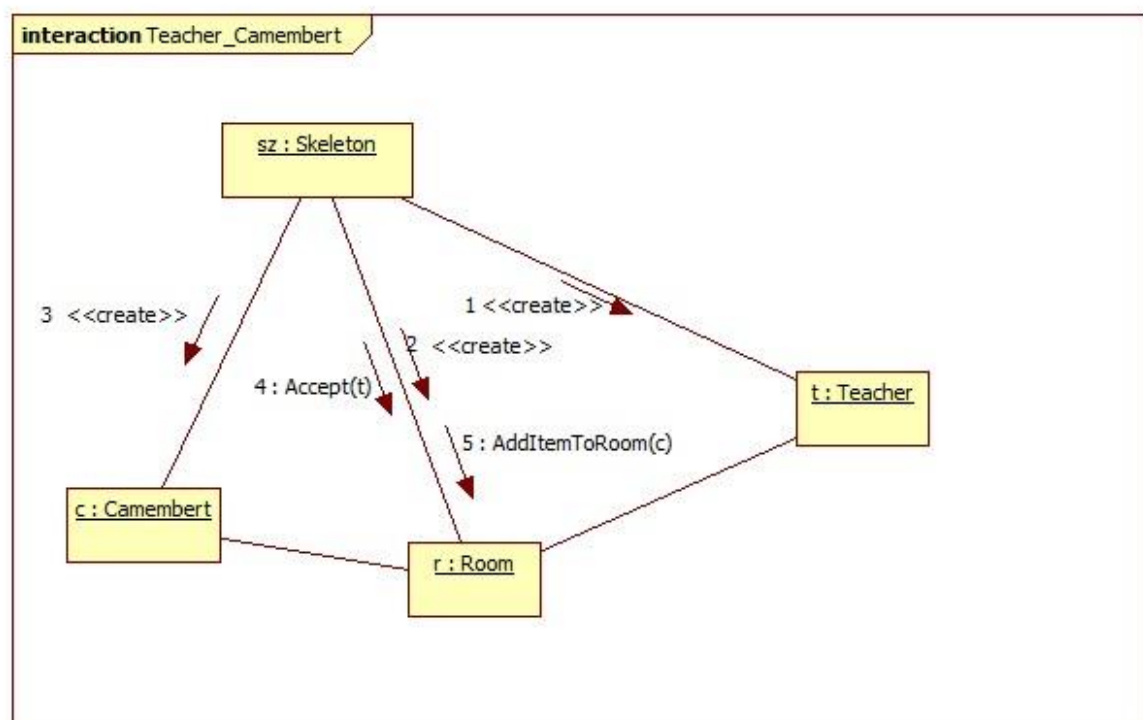 interaction Teacher_Camembert
sz : Skeleton
1 <<create>>
3 <<create>>
2 <<create>>
4 : Accept(t)
t : Teacher
5 : AddItemToRoom(c)
c : Camembert
r : Room